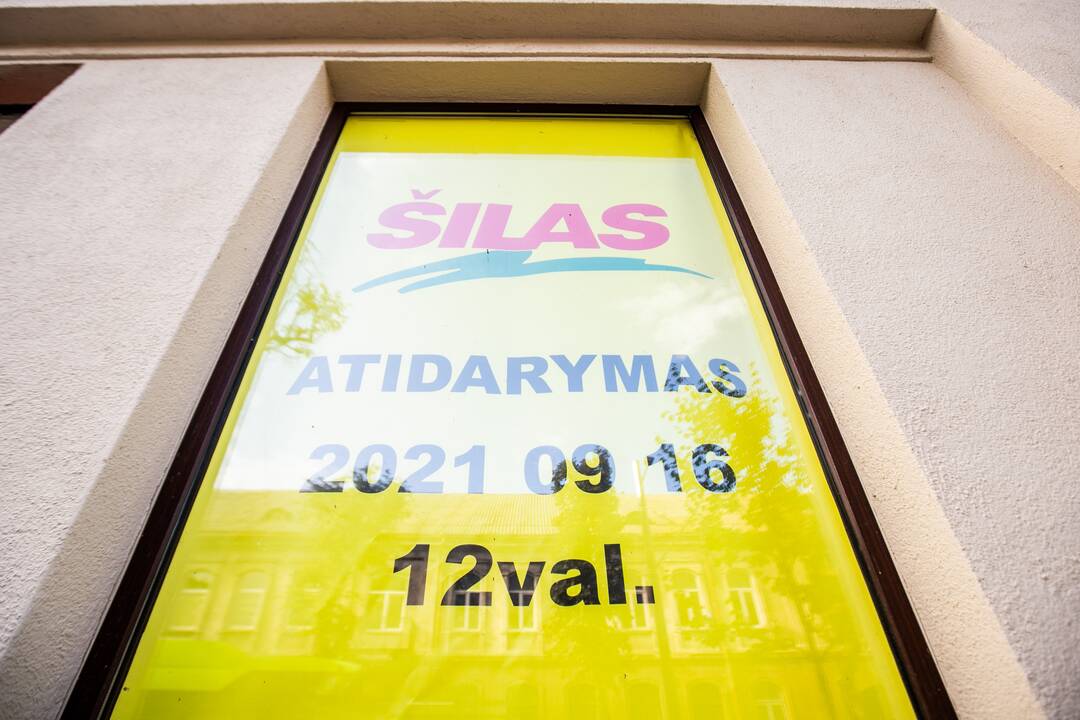 ŠILAS
ATIDARYMAS
2021 09 16
12val.